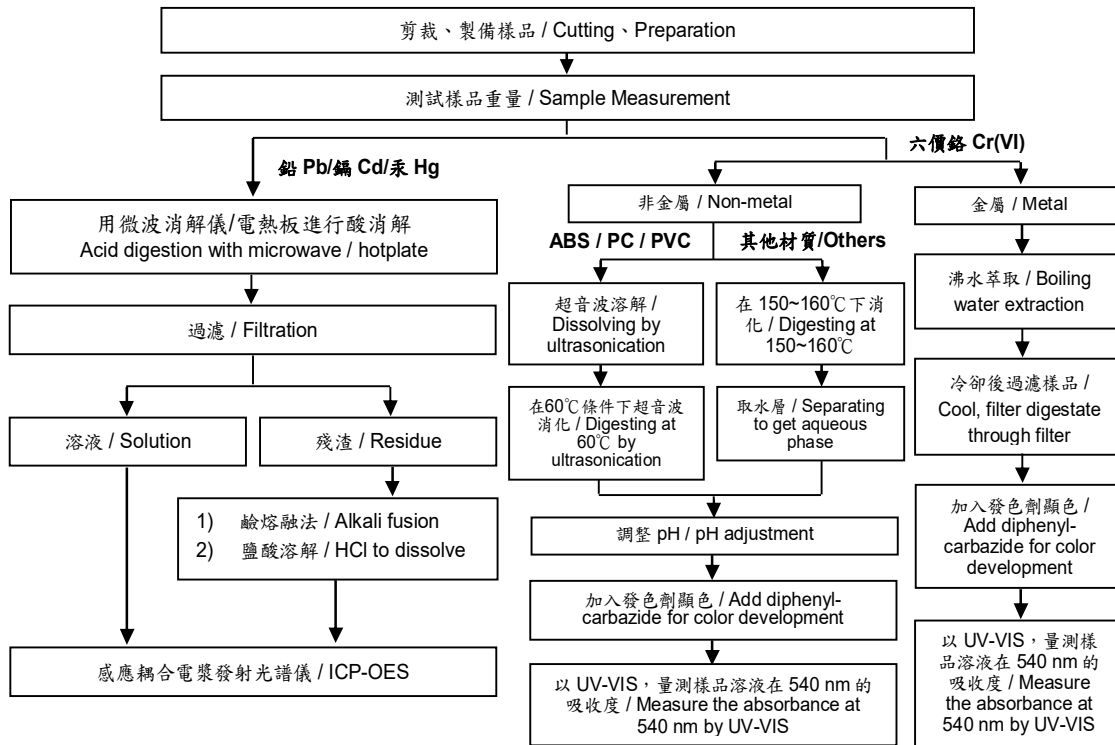 剪裁、製備樣品 / Cutting、Preparation
測試樣品重量 / Sample Measurement
鉛 Pb/鎘 Cd/汞 Hg
六價鉻 Cr(VI)
用微波消解儀/電熱板進行酸消解
Acid digestion with microwave / hotplate
過濾 / Filtration
溶液 / Solution
殘渣 / Residue
1) 鹼熔融法 / Alkali fusion
2) 鹽酸溶解 / HCl to dissolve
感應耦合電漿發射光譜儀 / ICP-OES
非金屬 / Non-metal
ABS / PC / PVC
其他材質/Others
超音波溶解 /
Dissolving by
ultrasonication
在 150~160℃下消
化 / Digesting at
150~160℃
在60℃條件下超音波
消化 / Digesting at
60℃ by
ultrasonication
取水層 / Separating
to get aqueous
phase
調整 pH / pH adjustment
加入發色劑顯色 / Add diphenyl-
carbazide for color development
以 UV-VIS，量測樣品溶液在 540 nm 的
吸收度 / Measure the absorbance at
540 nm by UV-VIS
金屬 / Metal
沸水萃取 / Boiling
water extraction
冷卻後過濾樣品 /
Cool, filter digestate
through filter
加入發色劑顯色 /
Add diphenyl-
carbazide for color
development
以 UV-VIS，量測樣
品溶液在 540 nm 的
吸收度 / Measure
the absorbance at
540 nm by UV-VIS